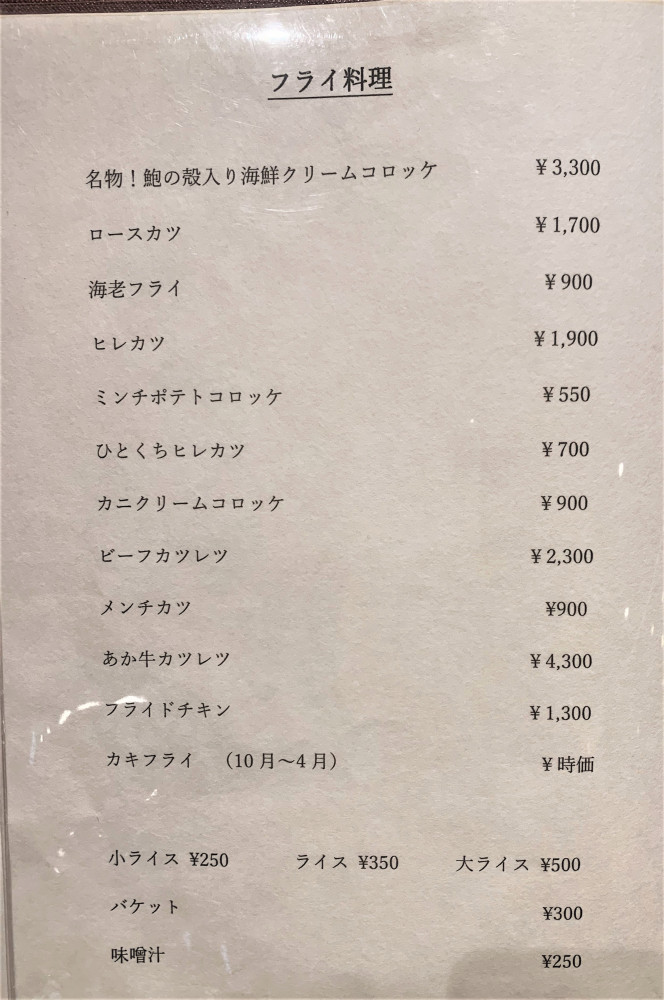 フライ料理
名物！鮑の殻入り海鮮クリームコロッケ ¥3,300
ロースカツ ¥1,700
海老フライ ¥900
ヒレカツ ¥1,900
ミンチポテトコロッケ ¥550
ひとくちヒレカツ ¥700
カニクリームコロッケ ¥900
ビーフカツレツ ¥2,300
メンチカツ ¥900
あか牛カツレツ ¥4,300
フライドチキン ¥1,300
カキフライ （10月～4月） ¥時価
小ライス ¥250 ライス ¥350 大ライス ¥500
バケット ¥300
味噌汁 ¥250